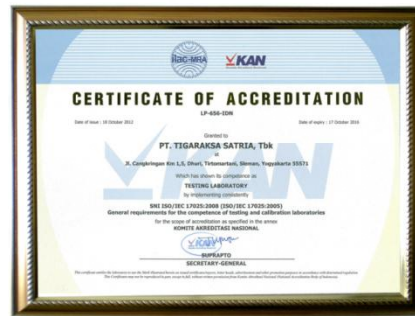 ilac-MRA
KAN
CERTIFICATE OF ACCREDITATION
LP-656-IDN
Date of issue : 18 October 2012
Date of expiry : 17 October 2016
Granted to
PT. TIGARAKSA SATRIA, Tbk
at
Jl. Cangkringan Km 1,5, Dhuri, Tirtomartani, Sleman, Yogyakarta 55571
Which has shown its competence as
TESTING LABORATORY
by implementing consistently
SNI ISO/IEC 17025:2008 (ISO/IEC 17025:2005)
General requirements for the competence of testing and calibration laboratories
for the scope of accreditation as specified in the annex
KOMITE AKREDITASI NASIONAL
KAN
SUPRAPTO
SECRETARY-GENERAL